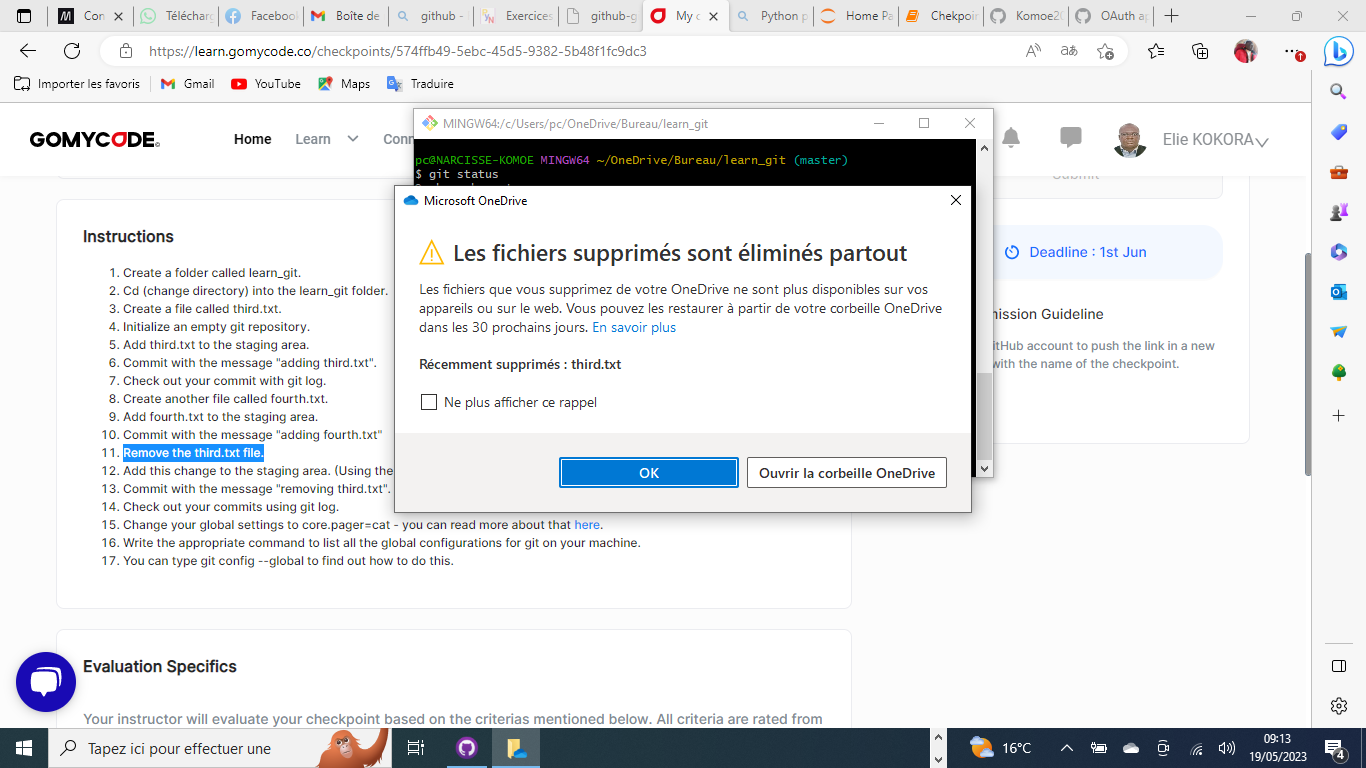 Con
Télécharg
Facebool
Boîte de
github -
Exercices
github-g
My c
Python p
Home Pa
Chekpoin
Komoe20
OAuth ap
https://learn.gomycode.co/checkpoints/574ffb49-5ebc-45d5-9382-5b48f1fc9dc3
Importer les favoris
Gmail
YouTube
Maps
Traduire
GOMYCODE
Home
Learn
Conn
Elie KOKORA
MINGW64:/c/Users/pc/OneDrive/Bureau/learn_git
pc@NARCISSE-KOMOE MINGW64 ~/OneDrive/Bureau/learn_git (master)
$ git status
Submit
Microsoft OneDrive
Les fichiers supprimés sont éliminés partout
Les fichiers que vous supprimez de votre OneDrive ne sont plus disponibles sur vos
appareils ou sur le web. Vous pouvez les restaurer à partir de votre corbeille OneDrive
dans les 30 prochains jours. En savoir plus
Récemment supprimés : third.txt
Ne plus afficher ce rappel
OK
Ouvrir la corbeille OneDrive
Instructions
1. Create a folder called learn_git.
2. Cd (change directory) into the learn_git folder.
3. Create a file called third.txt.
4. Initialize an empty git repository.
5. Add third.txt to the staging area.
6. Commit with the message "adding third.txt".
7. Check out your commit with git log.
8. Create another file called fourth.txt.
9. Add fourth.txt to the staging area.
10. Commit with the message "adding fourth.txt"
11. Remove the third.txt file.
12. Add this change to the staging area. (Using the
13. Commit with the message "removing third.txt".
14. Check out your commits using git log.
15. Change your global settings to core.pager=cat - you can read more about that here.
16. Write the appropriate command to list all the global configurations for git on your machine.
17. You can type git config --global to find out how to do this.
Deadline : 1st Jun
mission Guideline
itHub account to push the link in a new
with the name of the checkpoint.
Evaluation Specifics
Your instructor will evaluate your checkpoint based on the criterias mentioned below. All criteria are rated from
Tapez ici pour effectuer une
16°C
09:13
19/05/2023
4